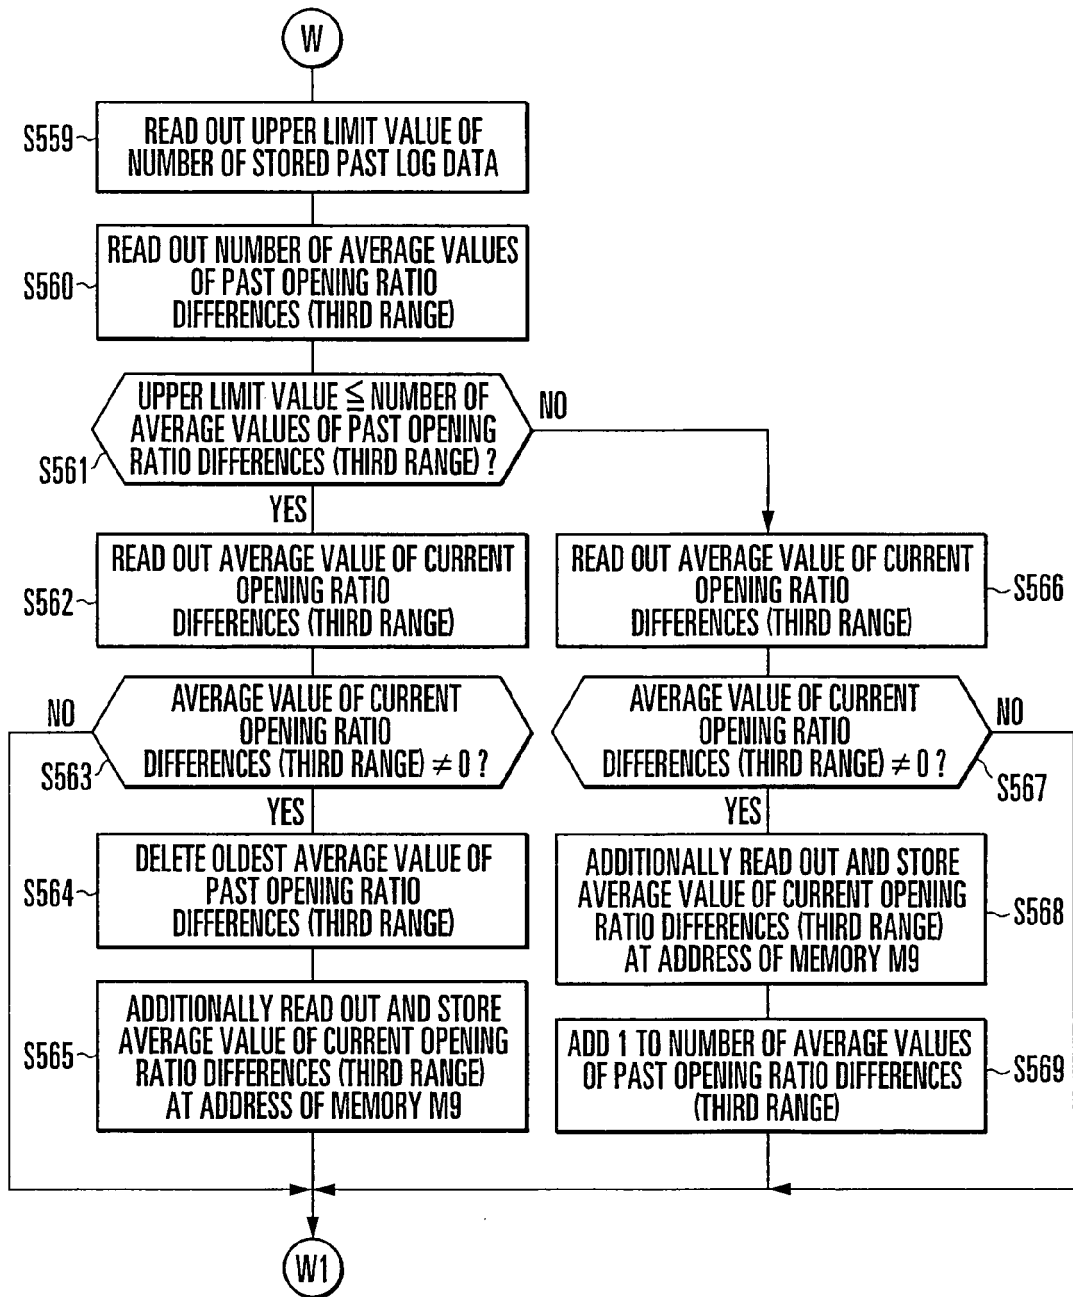 W
S559
READ OUT UPPER LIMIT VALUE OF
NUMBER OF STORED PAST LOG DATA
S560
READ OUT NUMBER OF AVERAGE VALUES
OF PAST OPENING RATIO
DIFFERENCES (THIRD RANGE)
S561
UPPER LIMIT VALUE ≦ NUMBER OF
AVERAGE VALUES OF PAST OPENING
RATIO DIFFERENCES (THIRD RANGE) ?
NO
YES
S562
READ OUT AVERAGE VALUE OF CURRENT
OPENING RATIO
DIFFERENCES (THIRD RANGE)
READ OUT AVERAGE VALUE OF CURRENT
OPENING RATIO
DIFFERENCES (THIRD RANGE)
S566
NO
S563
AVERAGE VALUE OF CURRENT
OPENING RATIO
DIFFERENCES (THIRD RANGE) ≠ 0 ?
YES
AVERAGE VALUE OF CURRENT
OPENING RATIO
DIFFERENCES (THIRD RANGE) ≠ 0 ?
NO
S567
YES
S564
DELETE OLDEST AVERAGE VALUE OF
PAST OPENING RATIO
DIFFERENCES (THIRD RANGE)
ADDITIONALLY READ OUT AND STORE
AVERAGE VALUE OF CURRENT OPENING
RATIO DIFFERENCES (THIRD RANGE)
AT ADDRESS OF MEMORY M9
S568
S565
ADDITIONALLY READ OUT AND STORE
AVERAGE VALUE OF CURRENT OPENING
RATIO DIFFERENCES (THIRD RANGE)
AT ADDRESS OF MEMORY M9
ADD 1 TO NUMBER OF AVERAGE VALUES
OF PAST OPENING RATIO DIFFERENCES
(THIRD RANGE)
S569
W1